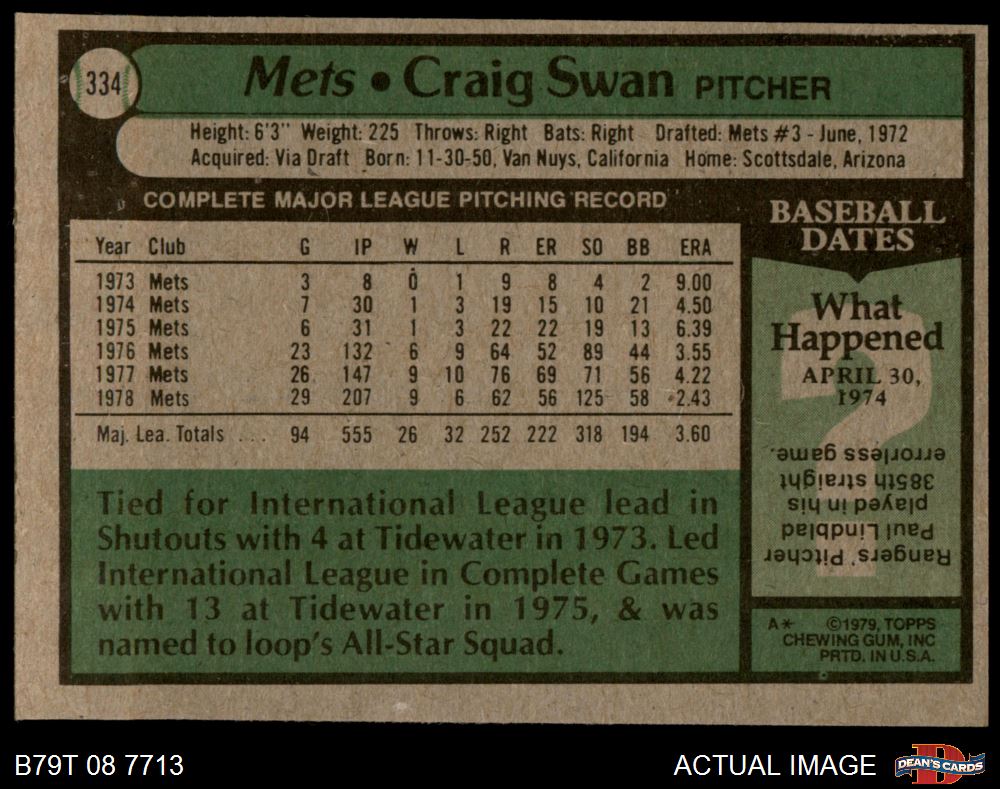 334
Mets • Craig Swan PITCHER
Height: 6'3" Weight: 225 Throws: Right Bats: Right Drafted: Mets #3 - June, 1972
Acquired: Via Draft Born: 11-30-50, Van Nuys, California Home: Scottsdale, Arizona
COMPLETE MAJOR LEAGUE PITCHING RECORD
Year Club G IP W L R ER SO BB ERA
1973 Mets 3 8 0 1 9 8 4 2 9.00
1974 Mets 7 30 1 3 19 15 10 21 4.50
1975 Mets 6 31 1 3 22 22 19 13 6.39
1976 Mets 23 132 6 9 64 52 89 44 3.55
1977 Mets 26 147 9 10 76 69 71 56 4.22
1978 Mets 29 207 9 6 62 56 125 58 2.43
Maj. Lea. Totals ... 94 555 26 32 252 222 318 194 3.60
Tied for International League lead in
Shutouts with 4 at Tidewater in 1973. Led
International League in Complete Games
with 13 at Tidewater in 1975, & was
named to loop's All-Star Squad.
BASEBALL
DATES
What
Happened
APRIL 30,
1974
?
Rangers' Pitcher
Paul Lindblad
played in his
385th straight
errorless game.
A* ©1979, TOPPS
CHEWING GUM, INC
PRTD. IN U.S.A.
B79T 08 7713
ACTUAL IMAGE
D
DEAN'S CARDS